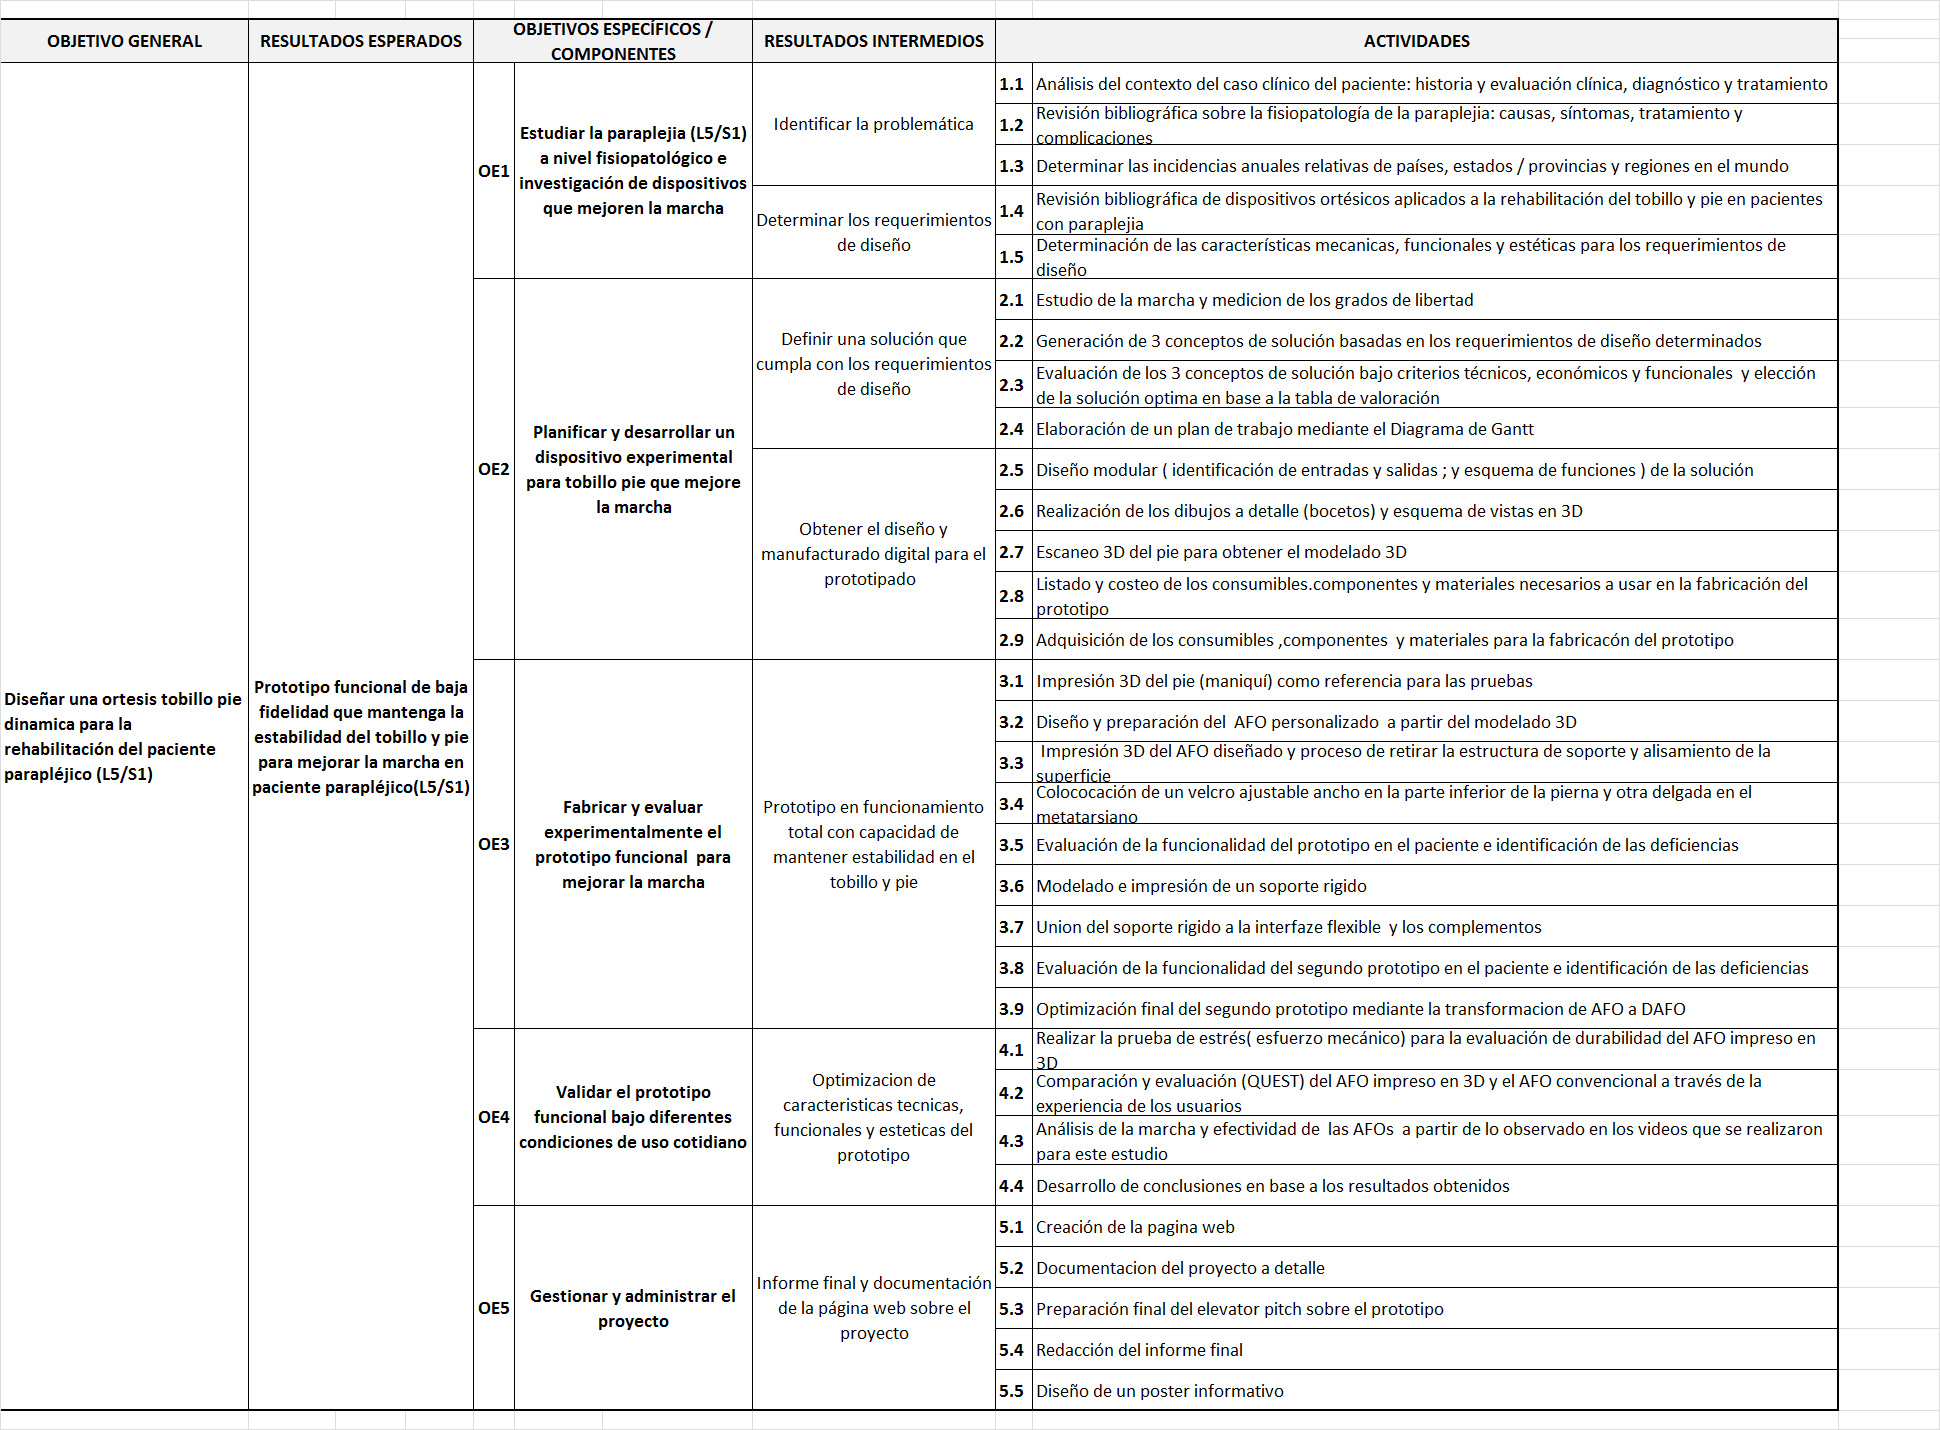 OBJETIVO GENERAL
RESULTADOS ESPERADOS
OBJETIVOS ESPECÍFICOS /
COMPONENTES
RESULTADOS INTERMEDIOS
ACTIVIDADES
Diseñar una ortesis tobillo pie
dinamica para la
rehabilitación del paciente
parapléjico (L5/S1)
Prototipo funcional de baja
fidelidad que mantenga la
estabilidad del tobillo y pie
para mejorar la marcha en
paciente parapléjico(L5/S1)
OE1
Estudiar la paraplejia (L5/S1)
a nivel fisiopatológico e
investigación de dispositivos
que mejoren la marcha
Identificar la problemática
1.1 Análisis del contexto del caso clínico del paciente: historia y evaluación clínica, diagnóstico y tratamiento
1.2 Revisión bibliográfica sobre la fisiopatología de la paraplejia: causas, síntomas, tratamiento y
complicaciones
1.3 Determinar las incidencias anuales relativas de países, estados / provincias y regiones en el mundo
Determinar los requerimientos
de diseño
1.4 Revisión bibliográfica de dispositivos ortésicos aplicados a la rehabilitación del tobillo y pie en pacientes
con paraplejia
1.5 Determinación de las características mecanicas, funcionales y estéticas para los requerimientos de
diseño
OE2
Planificar y desarrollar un
dispositivo experimental
para tobillo pie que mejore
la marcha
Definir una solución que
cumpla con los requerimientos
de diseño
2.1 Estudio de la marcha y medicion de los grados de libertad
2.2 Generación de 3 conceptos de solución basadas en los requerimientos de diseño determinados
2.3 Evaluación de los 3 conceptos de solución bajo criterios técnicos, económicos y funcionales  y elección
de la solución optima en base a la tabla de valoración
2.4 Elaboración de un plan de trabajo mediante el Diagrama de Gantt
Obtener el diseño y
manufacturado digital para el
prototipado
2.5 Diseño modular ( identificación de entradas y salidas ; y esquema de funciones ) de la solución
2.6 Realización de los dibujos a detalle (bocetos) y esquema de vistas en 3D
2.7 Escaneo 3D del pie para obtener el modelado 3D
2.8 Listado y costeo de los consumibles.componentes y materiales necesarios a usar en la fabricación del
prototipo
2.9 Adquisición de los consumibles ,componentes  y materiales para la fabricacón del prototipo
OE3
Fabricar y evaluar
experimentalmente el
prototipo funcional  para
mejorar la marcha
Prototipo en funcionamiento
total con capacidad de
mantener estabilidad en el
tobillo y pie
3.1 Impresión 3D del pie (maniquí) como referencia para las pruebas
3.2 Diseño y preparación del  AFO personalizado  a partir del modelado 3D
3.3 Impresión 3D del AFO diseñado y proceso de retirar la estructura de soporte y alisamiento de la
superficie
3.4 Colococación de un velcro ajustable ancho en la parte inferior de la pierna y otra delgada en el
metatarsiano
3.5 Evaluación de la funcionalidad del prototipo en el paciente e identificación de las deficiencias
3.6 Modelado e impresión de un soporte rigido
3.7 Union del soporte rigido a la interfaze flexible  y los complementos
3.8 Evaluación de la funcionalidad del segundo prototipo en el paciente e identificación de las deficiencias
3.9 Optimización final del segundo prototipo mediante la transformacion de AFO a DAFO
OE4
Validar el prototipo
funcional bajo diferentes
condiciones de uso cotidiano
Optimizacion de
caracteristicas tecnicas,
funcionales y esteticas del
prototipo
4.1 Realizar la prueba de estrés( esfuerzo mecánico) para la evaluación de durabilidad del AFO impreso en
3D
4.2 Comparación y evaluación (QUEST) del AFO impreso en 3D y el AFO convencional a través de la
experiencia de los usuarios
4.3 Análisis de la marcha y efectividad de  las AFOs  a partir de lo observado en los videos que se realizaron
para este estudio
4.4 Desarrollo de conclusiones en base a los resultados obtenidos
OE5
Gestionar y administrar el
proyecto
Informe final y documentación
de la página web sobre el
proyecto
5.1 Creación de la pagina web
5.2 Documentacion del proyecto a detalle
5.3 Preparación final del elevator pitch sobre el prototipo
5.4 Redacción del informe final
5.5 Diseño de un poster informativo